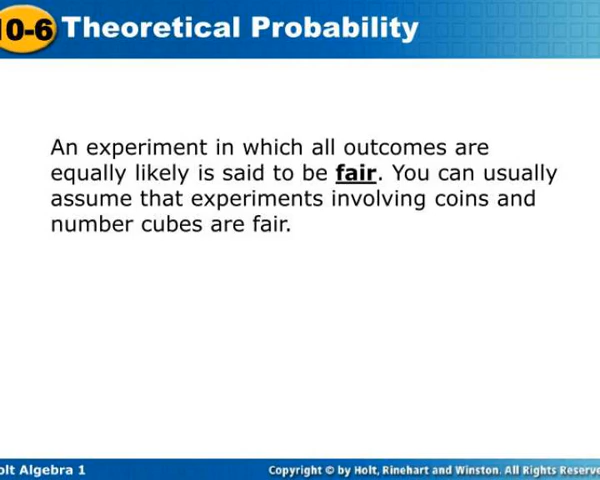 10-6 Theoretical Probability
An experiment in which all outcomes are
equally likely is said to be fair. You can usually
assume that experiments involving coins and
number cubes are fair.
olt Algebra 1
Copyright © by Holt, Rinehart and Winston. All Rights Reserve